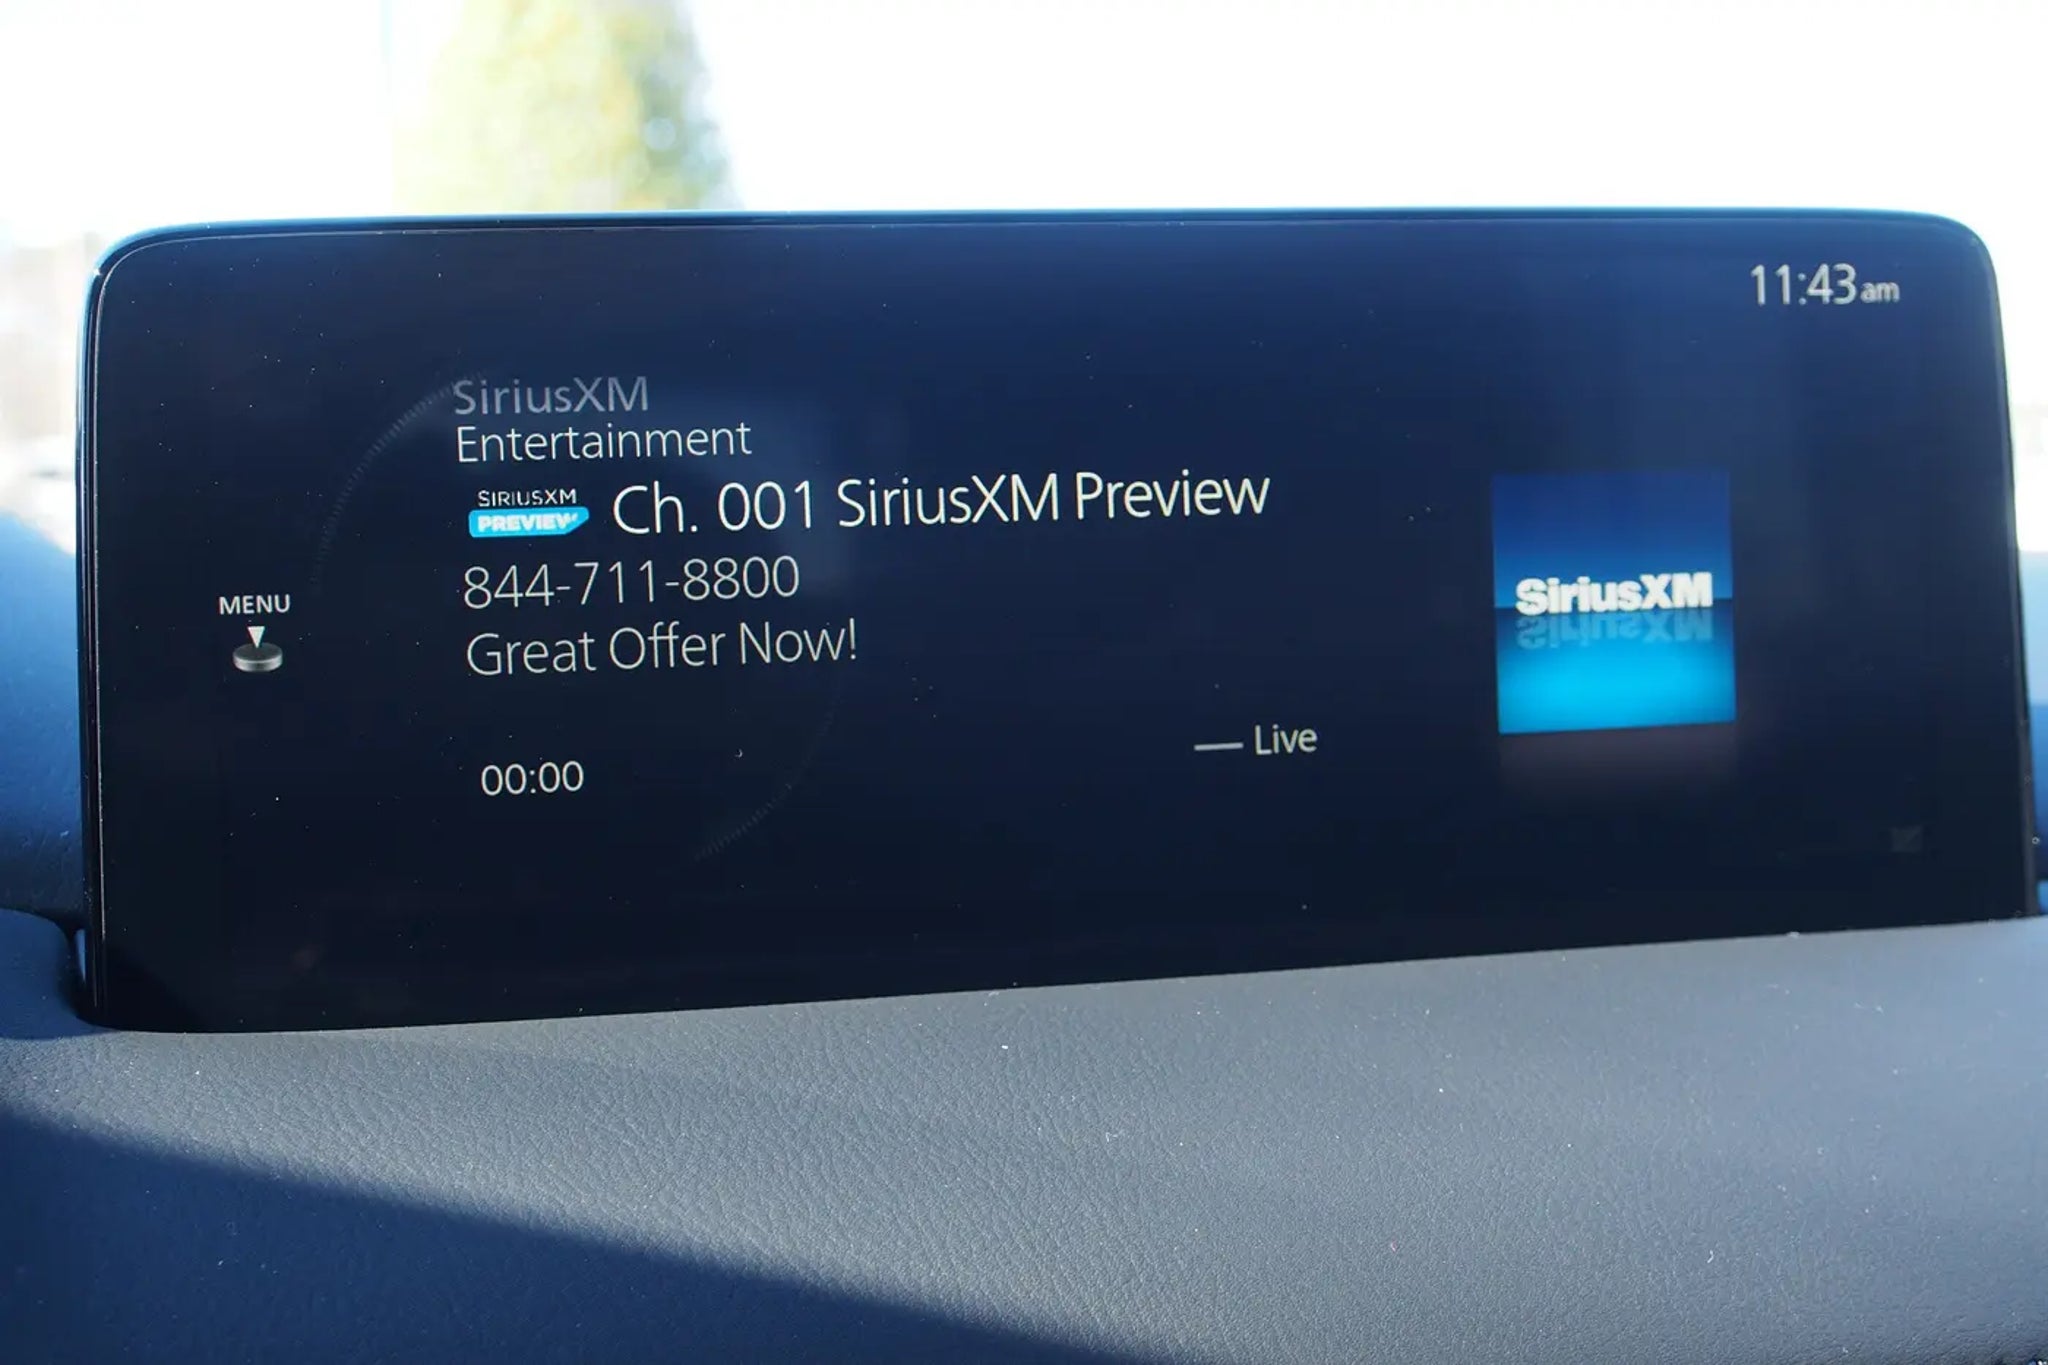 11:43am
SiriusXM
Entertainment
SIRIUSXM
PREVIEW
Ch. 001 SiriusXM Preview
844-711-8800
Great Offer Now!
MENU
SiriusXM
00:00
Live